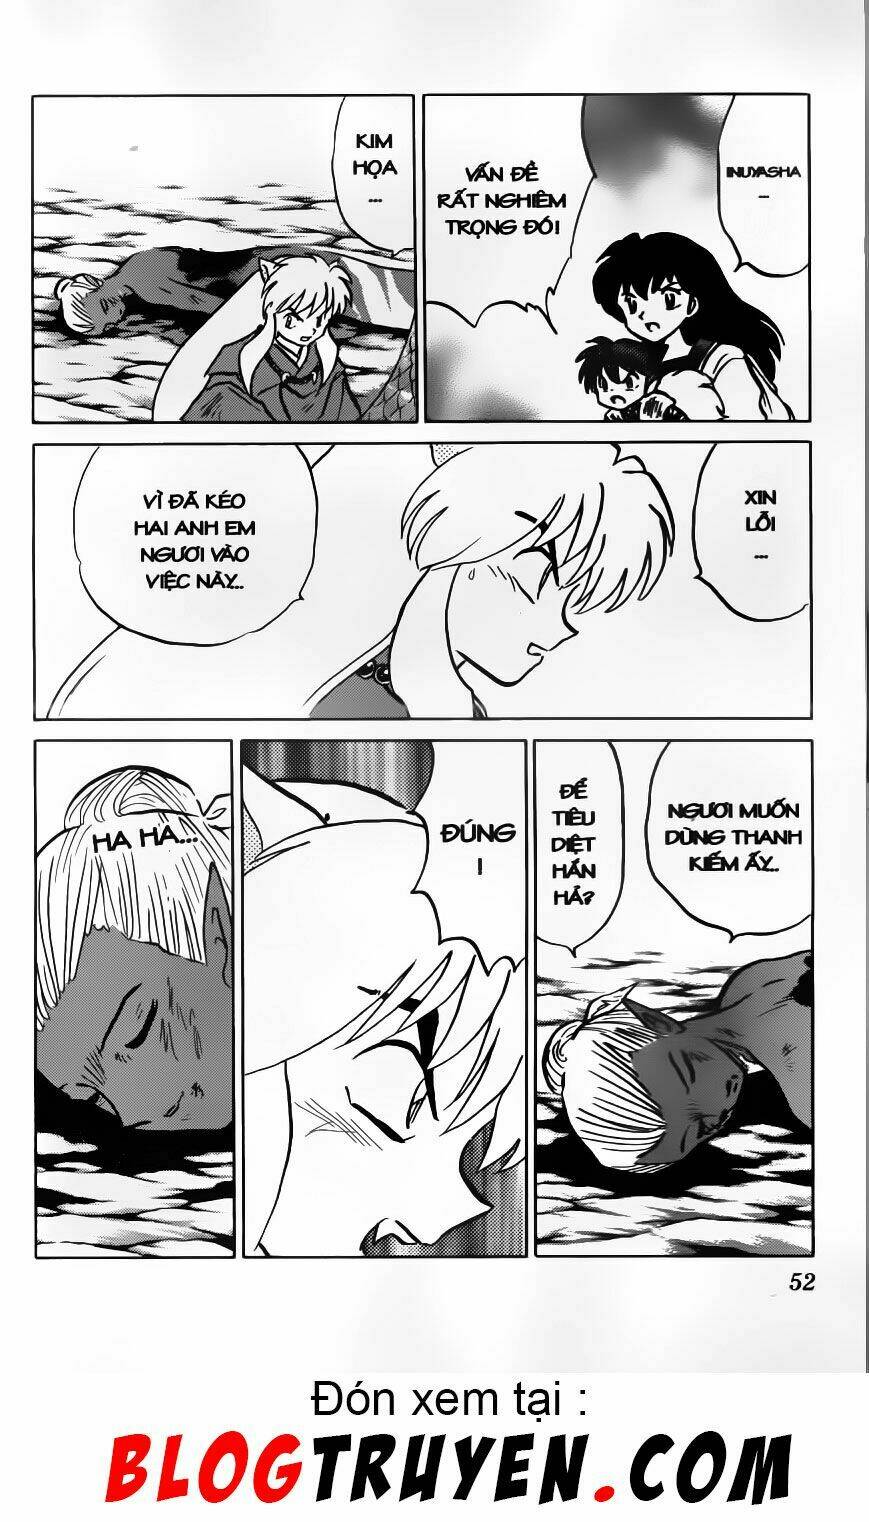 INUYASHA
...
VẤN ĐỀ
RẤT NGHIÊM
TRỌNG ĐÓ!
KIM
HỌA
...
XIN
LỖI
...
VÌ ĐÃ KÉO
HAI ANH EM
NGƯƠI VÀO
VIỆC NÀY...
NGƯƠI MUỐN
DÙNG THANH
KIẾM ẤY...
ĐỂ
TIÊU
DIỆT
HẮN
HẢ?
ĐÚNG
!
HA HA...
52
Đón xem tại :
BLOGTRUYEN.COM